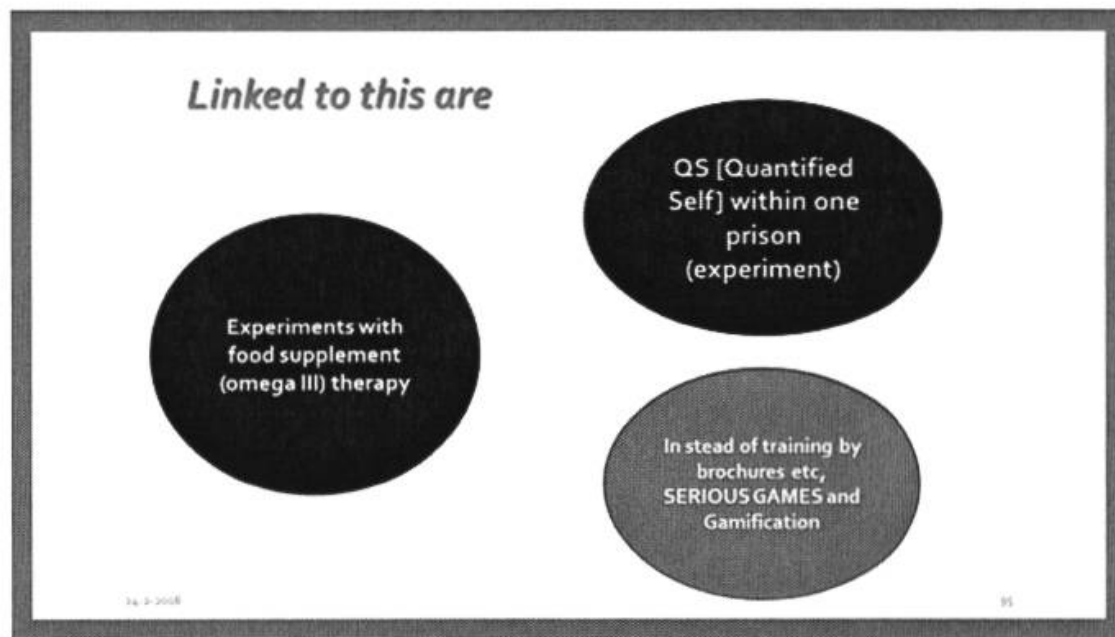 Linked to this are
QS [Quantified
Self] within one
prison
(experiment)
Experiments with
food supplement
(omega III) therapy
In stead of training by
brochures etc,
SERIOUS GAMES and
Gamification
95